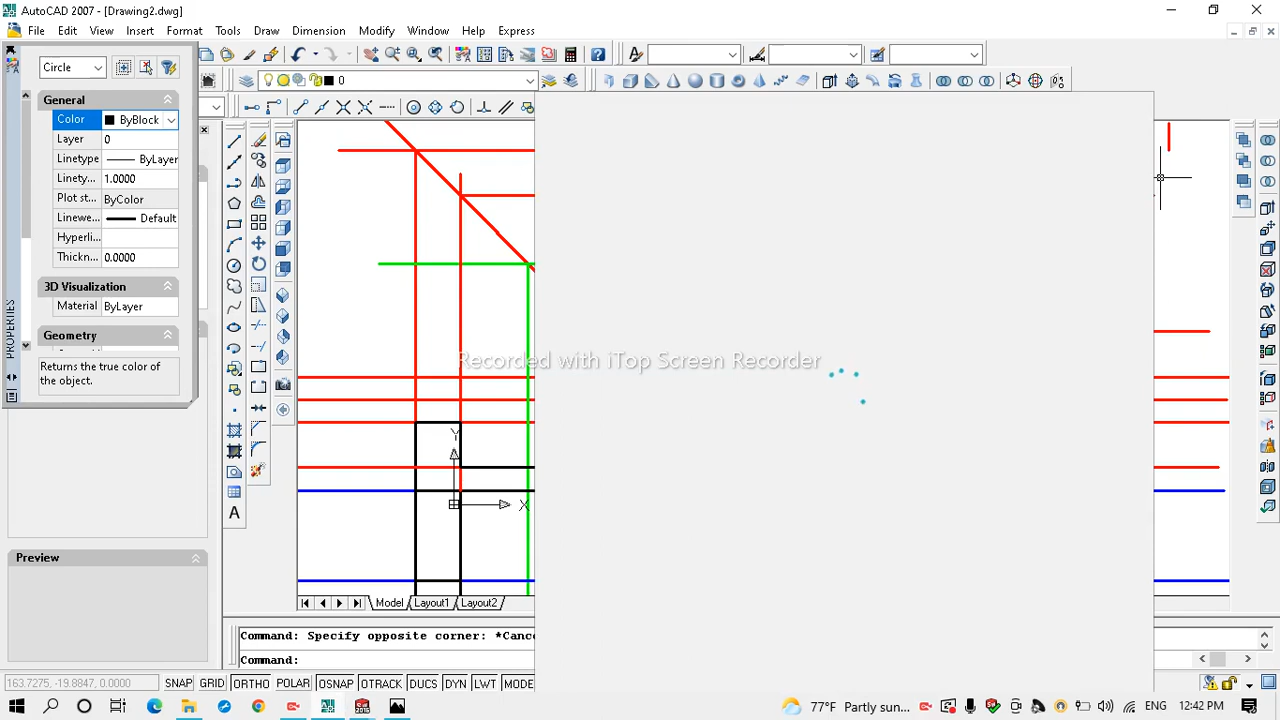 AutoCAD 2007 - [Drawing2.dwg]
File Edit View Insert Format Tools Draw Dimension Modify Window Help Express
Circle
0
General
Color ByBlock
Layer 0
Linetype ByLayer
Linety... 1.0000
Plot st... ByColor
Linewe... Default
Hyperli...
Thickn... 0.0000
3D Visualization
Material ByLayer
Geometry
Returns the true color of
the object.
PROPERTIES
Recorded with iTop Screen Recorder
Y
X
A
Preview
Model Layout1 Layout2
Command: Specify opposite corner: *Canc
Command:
163.7275, -19.8847, 0.0000 SNAP GRID ORTHO POLAR OSNAP OTRACK DUCS DYN LWT MODE
77°F Partly sun... ENG 12:42 PM